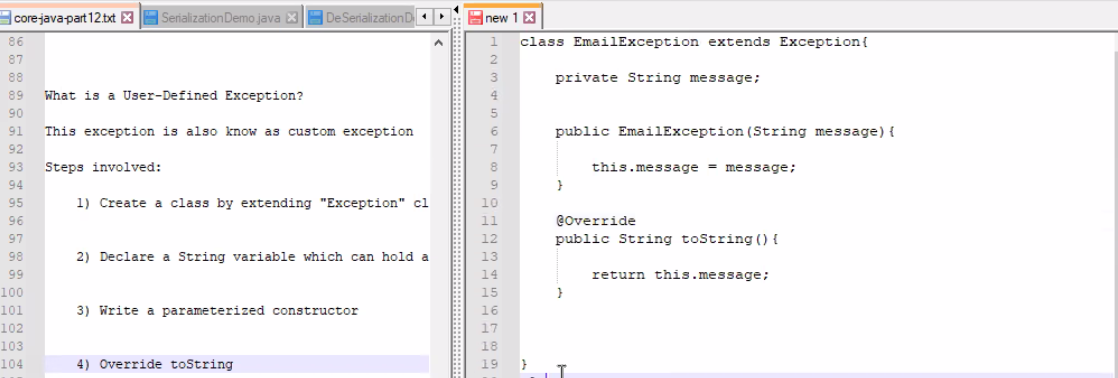 core-java-part12.txt
SerializationDemo.java
DeSerializationD
new 1
86
87
88
89 What is a User-Defined Exception?
90
91 This exception is also know as custom exception
92
93 Steps involved:
94
95 1) Create a class by extending "Exception" cl
96
97
98 2) Declare a String variable which can hold a
99
100
101 3) Write a parameterized constructor
102
103
104 4) Override toString
1 class EmailException extends Exception{
2
3 private String message;
4
5
6 public EmailException(String message){
7
8 this.message = message;
9 }
10
11 @Override
12 public String toString(){
13
14 return this.message;
15 }
16
17
18
19 }